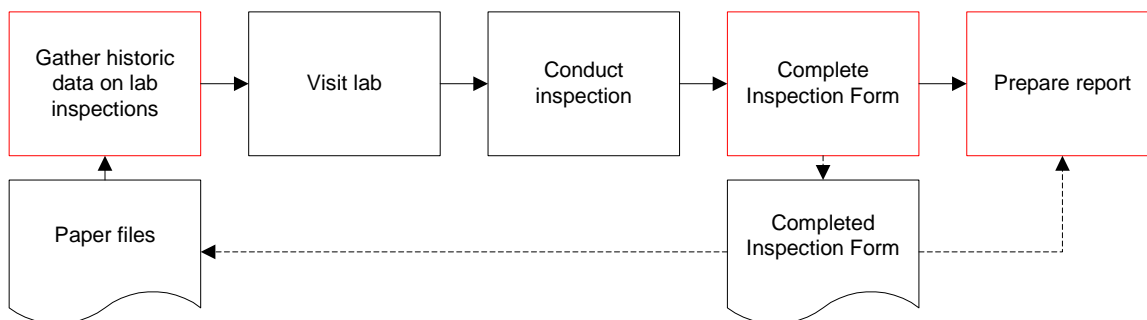 Gather historic
data on lab
inspections
Visit lab
Conduct
inspection
Complete
Inspection Form
Prepare report
Paper files
Completed
Inspection Form